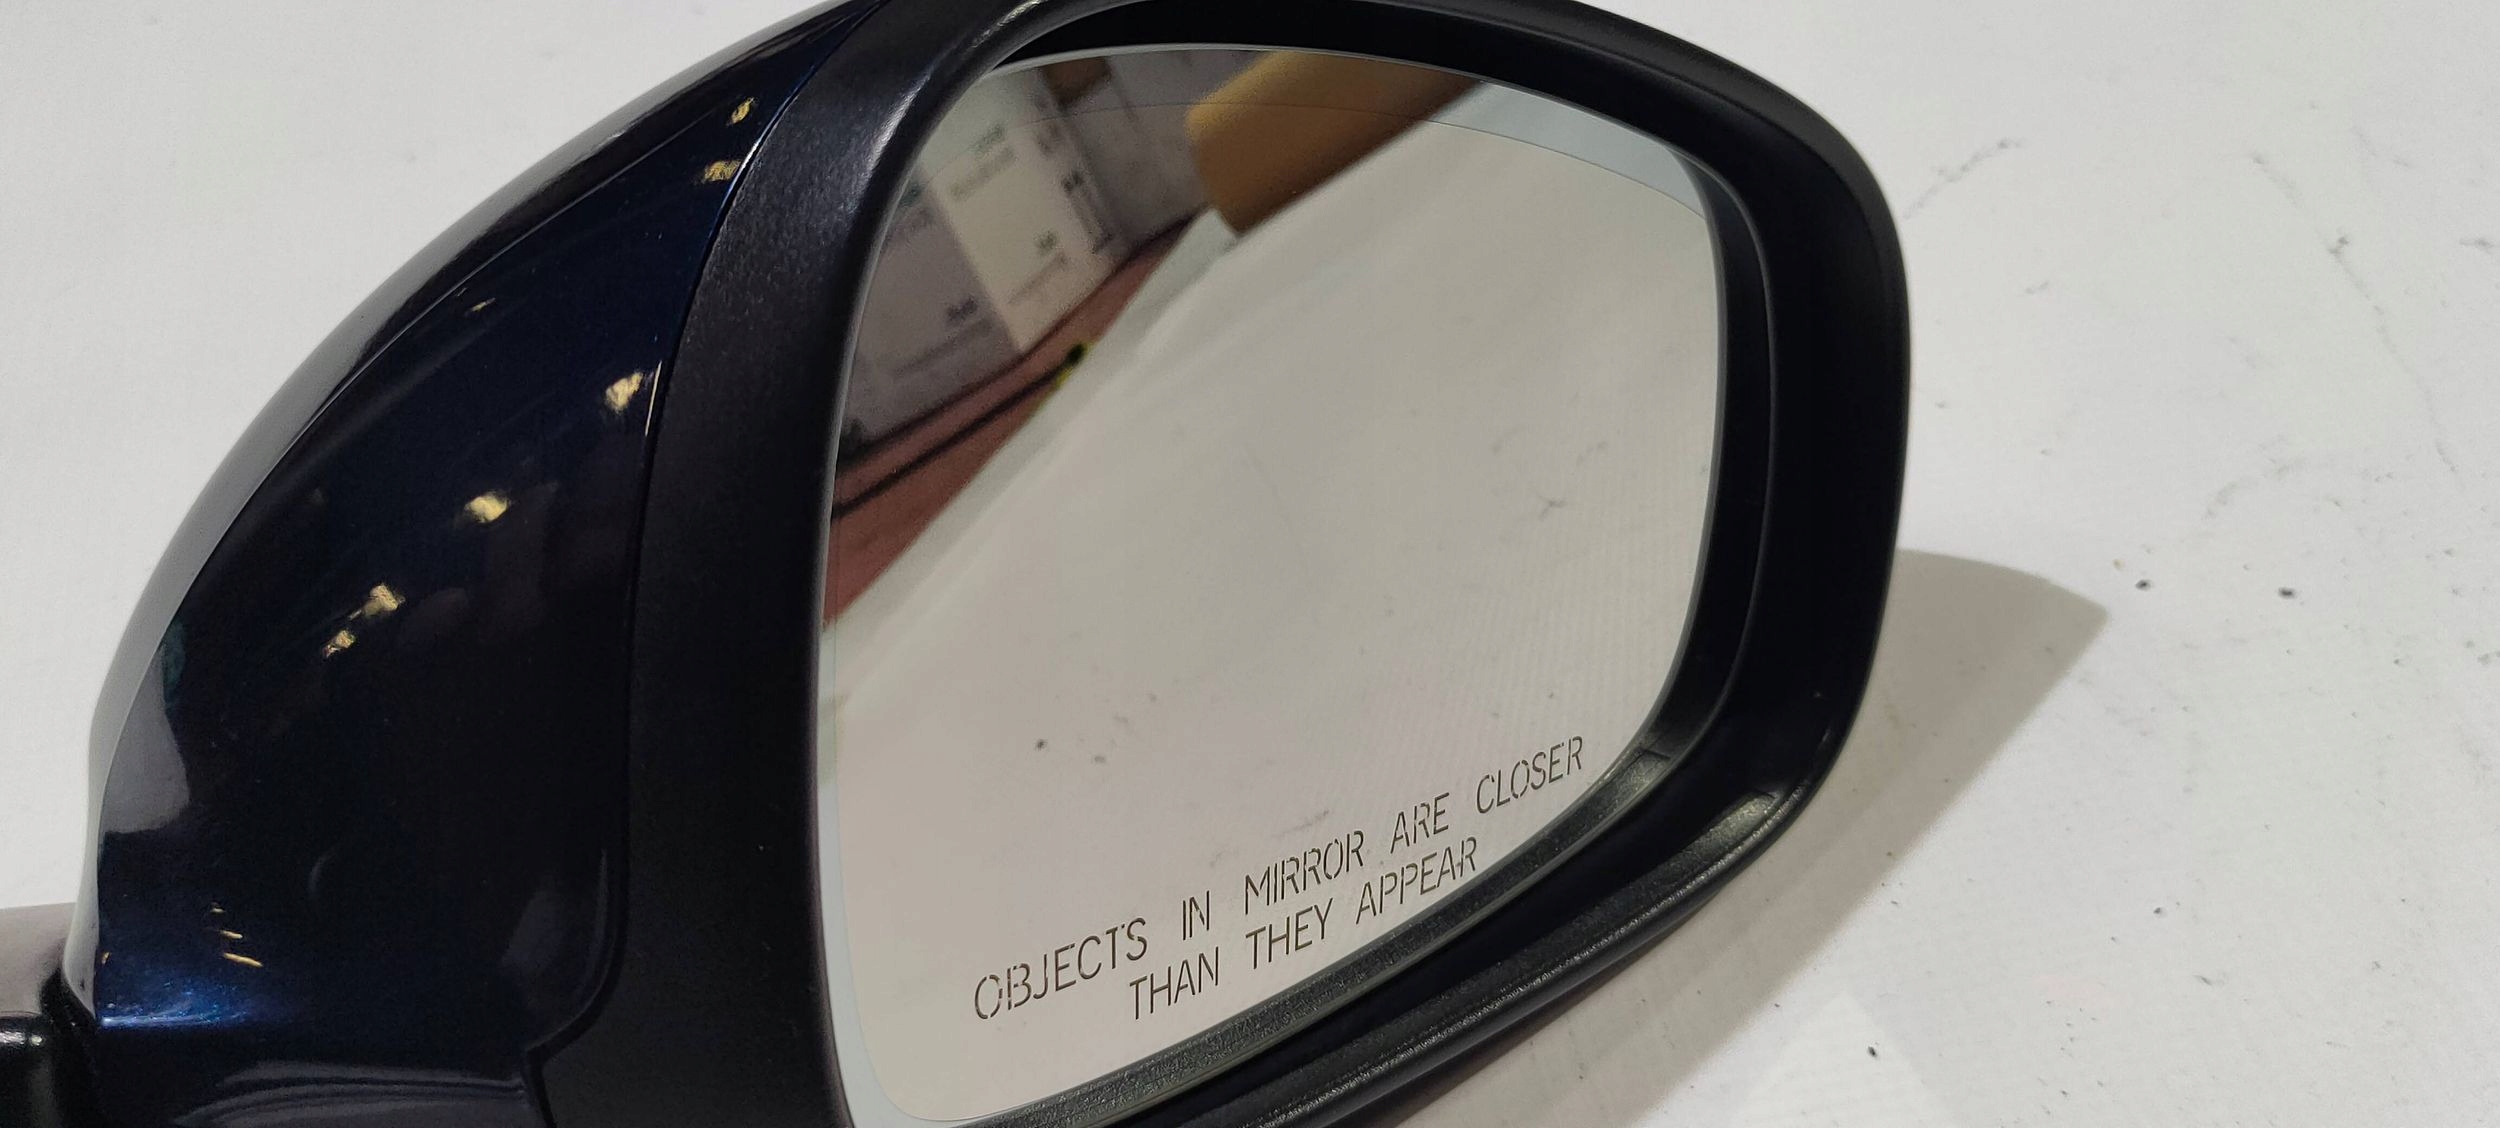 OBJECTS IN MIRROR ARE CLOSER
THAN THEY APPEAR